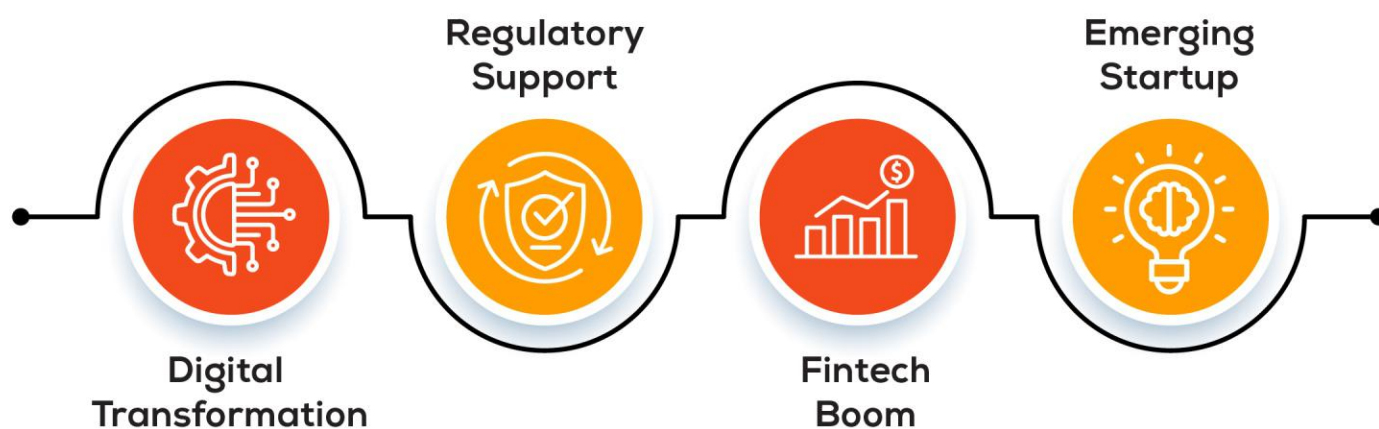 Digital
Transformation
Regulatory
Support
Fintech
Boom
$
Emerging
Startup